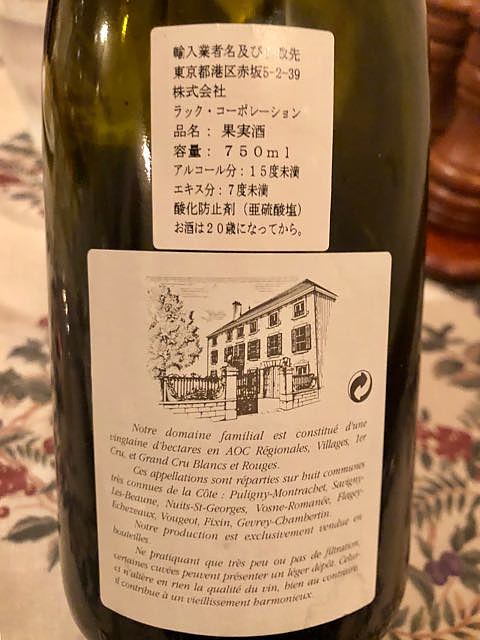 輸入業者名及び引取先
東京都港区赤坂5-2-39
株式会社
ラック・コーポレーション
品名： 果実酒
容量： 750ml
アルコール分：15度未満
エキス分：7度未満
酸化防止剤（亜硫酸塩）
お酒は20歳になってから。
Notre domaine familial est constitué d'une
vingtaine d'hectares en AOC Régionales, Villages, 1er
Cru, et Grand Cru Blancs et Rouges.
Ces appellations sont réparties sur huit communes
très connues de la Côte : Puligny-Montrachet, Savigny-
Les-Beaune, Nuits-St-Georges, Vosne-Romanée, Flagey-
Echezeaux, Vougeot, Fixin, Gevrey-Chambertin.
Notre production est exclusivement vendue en
bouteilles.
Ne pratiquant que très peu ou pas de filtration,
certaines cuvées peuvent présenter un léger dépôt. Celui-
ci n'altère en rien la qualité du vin, bien au contraire,
il contribue à un vieillissement harmonieux.